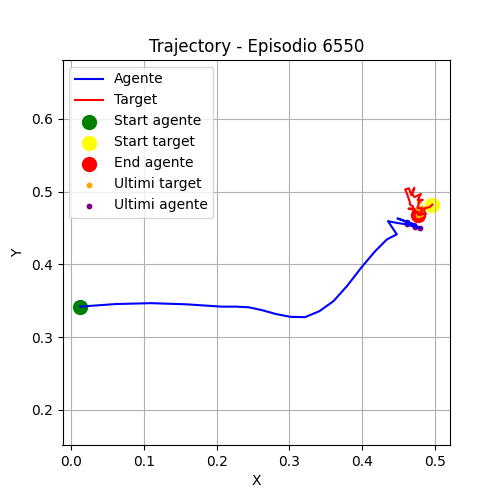 Trajectory - Episodio 6550
Agente
Target
Start agente
Start target
End agente
Ultimi target
Ultimi agente
Y
0.6
0.5
0.4
0.3
0.2
0.0
0.1
0.2
0.3
0.4
0.5
X